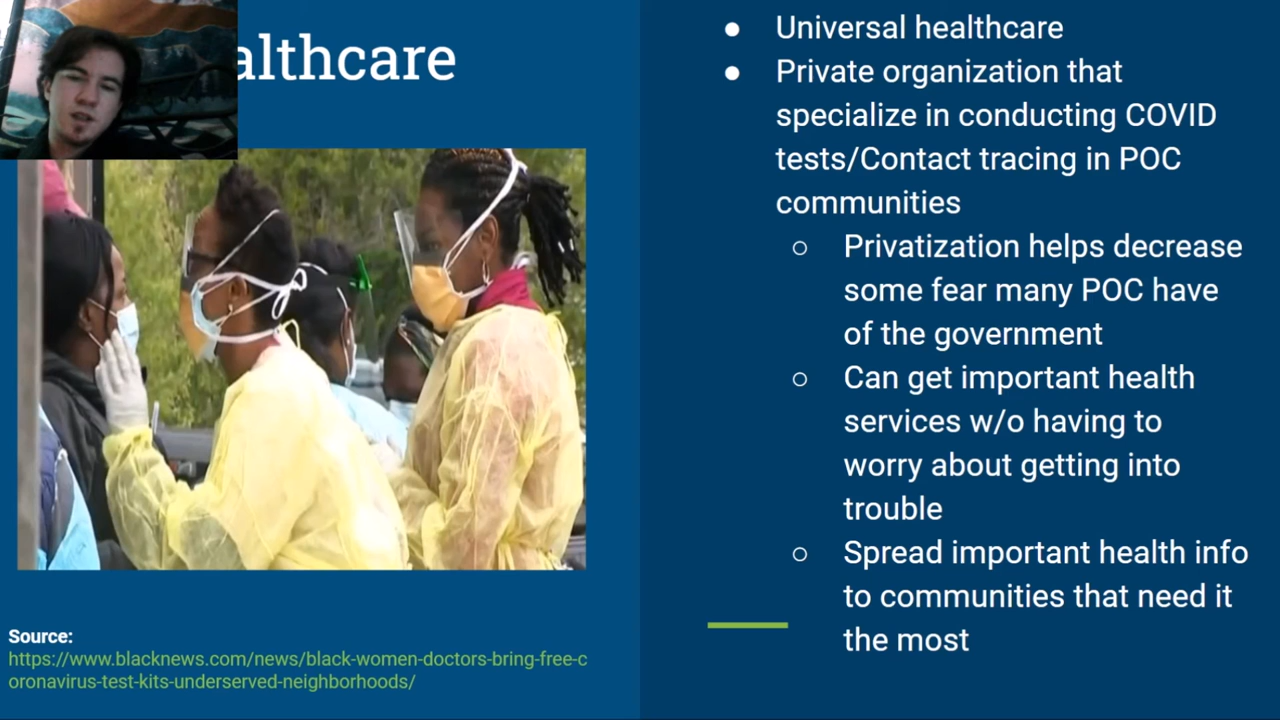 althcare
● Universal healthcare
● Private organization that
specialize in conducting COVID
tests/Contact tracing in POC
communities
○ Privatization helps decrease
some fear many POC have
of the government
○ Can get important health
services w/o having to
worry about getting into
trouble
○ Spread important health info
to communities that need it
the most
Source:
https://www.blacknews.com/news/black-women-doctors-bring-free-c
oronavirus-test-kits-underserved-neighborhoods/